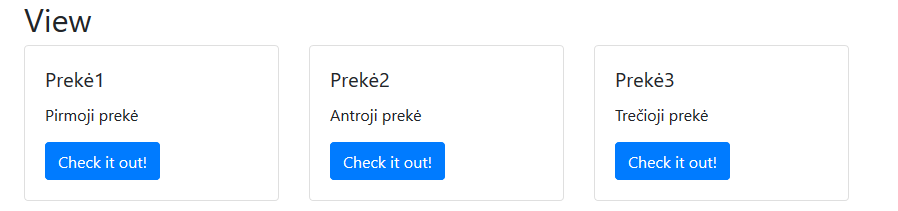 View
Prekė1
Pirmoji prekė
Check it out!
Prekė2
Antroji prekė
Check it out!
Prekė3
Trečioji prekė
Check it out!